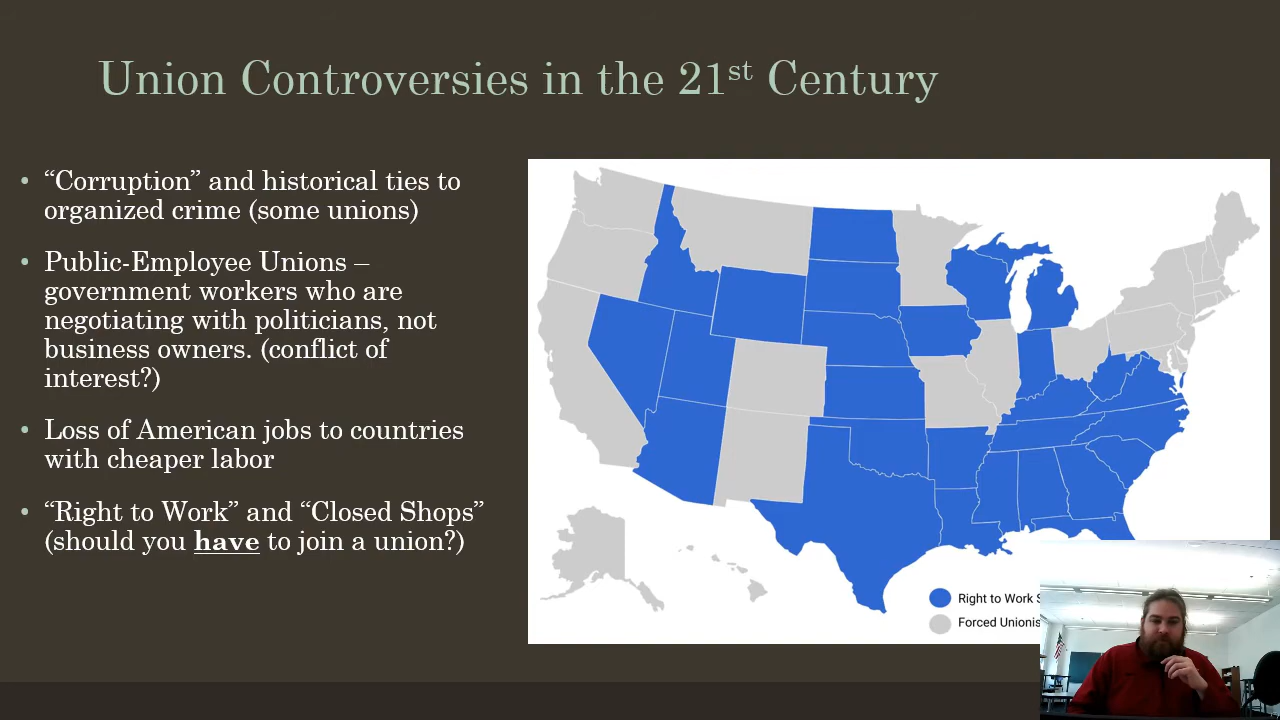 Union Controversies in the 21st Century
• “Corruption” and historical ties to
organized crime (some unions)
• Public-Employee Unions –
government workers who are
negotiating with politicians, not
business owners. (conflict of
interest?)
• Loss of American jobs to countries
with cheaper labor
• “Right to Work” and “Closed Shops”
(should you have to join a union?)
Right to Work
Forced